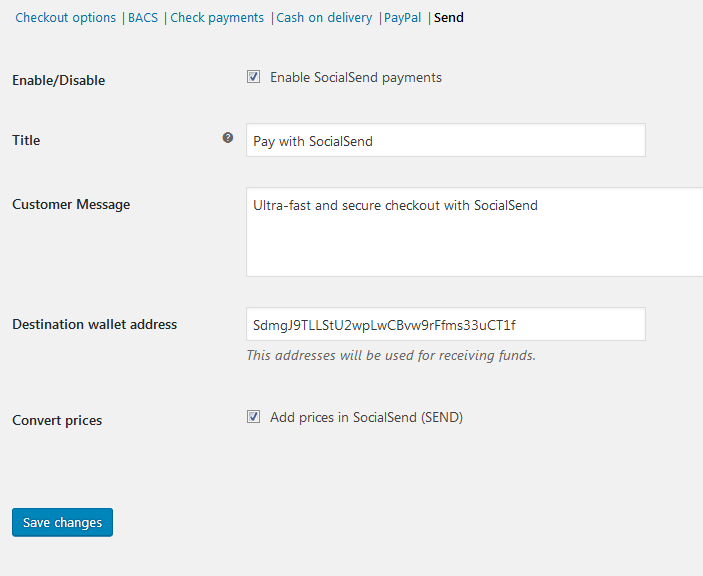 Checkout options | BACS | Check payments | Cash on delivery | PayPal | Send
Enable/Disable Enable SocialSend payments
Title ? Pay with SocialSend
Customer Message Ultra-fast and secure checkout with SocialSend
Destination wallet address SdmgJ9TLLStU2wpLwCBvw9rFfms33uCT1f
This addresses will be used for receiving funds.
Convert prices Add prices in SocialSend (SEND)
Save changes